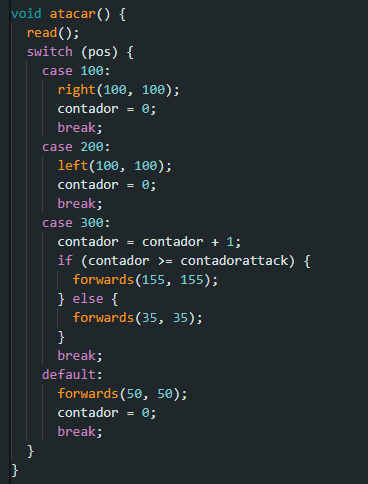 void atacar() {
  read();
  switch (pos) {
    case 100:
      right(100, 100);
      contador = 0;
      break;
    case 200:
      left(100, 100);
      contador = 0;
      break;
    case 300:
      contador = contador + 1;
      if (contador >= contadorattack) {
        forwards(155, 155);
      } else {
        forwards(35, 35);
      }
      break;
    default:
      forwards(50, 50);
      contador = 0;
      break;
  }
}